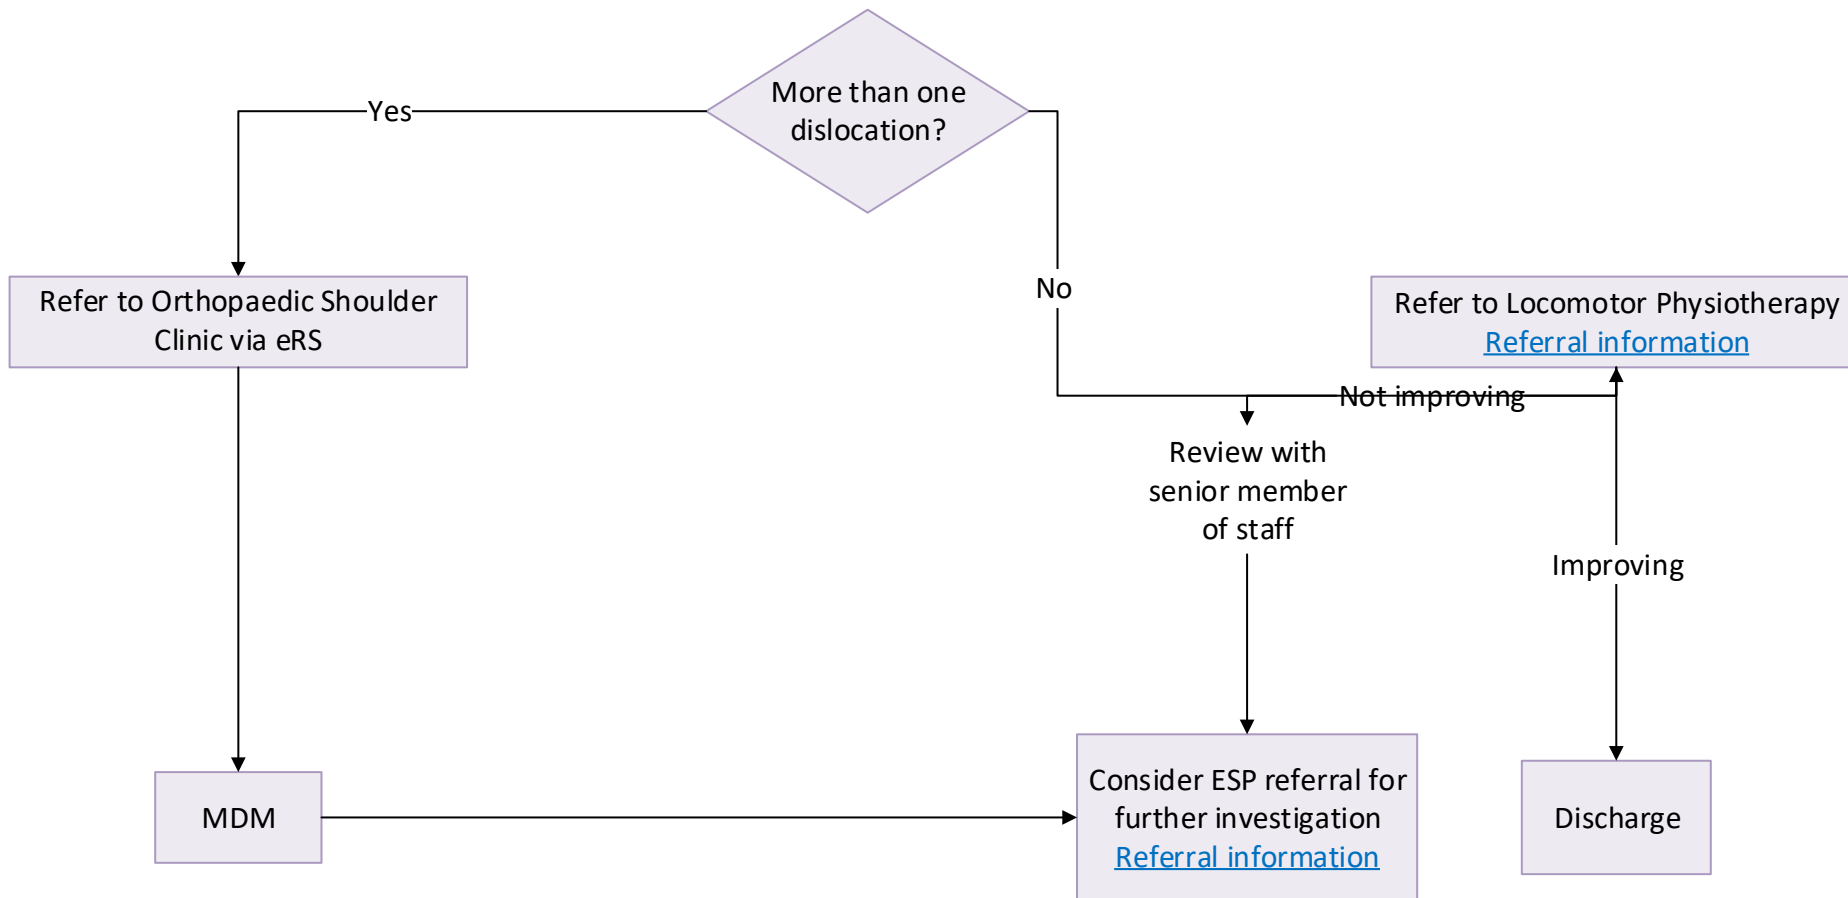 More than one
dislocation?
Yes
No
Refer to Orthopaedic Shoulder
Clinic via eRS
Refer to Locomotor Physiotherapy
Referral information
Not improving
Review with
senior member
of staff
Improving
MDM
Consider ESP referral for
further investigation
Referral information
Discharge